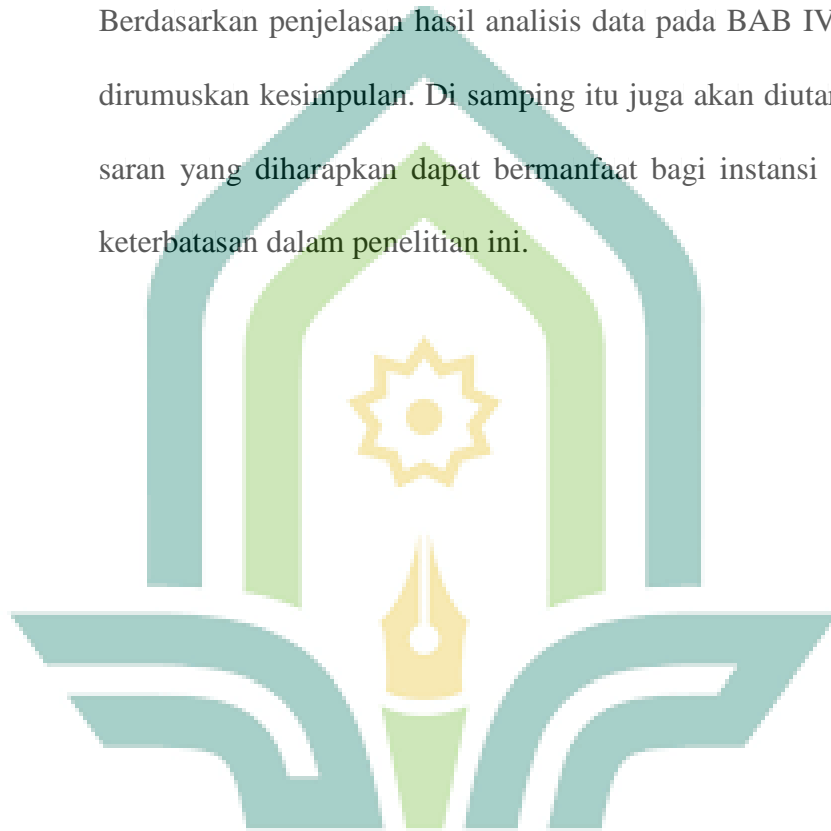 Berdasarkan penjelasan hasil analisis data pada BAB IV
dirumuskan kesimpulan. Di samping itu juga akan diutar
saran yang diharapkan dapat bermanfaat bagi instansi
keterbatasan dalam penelitian ini.